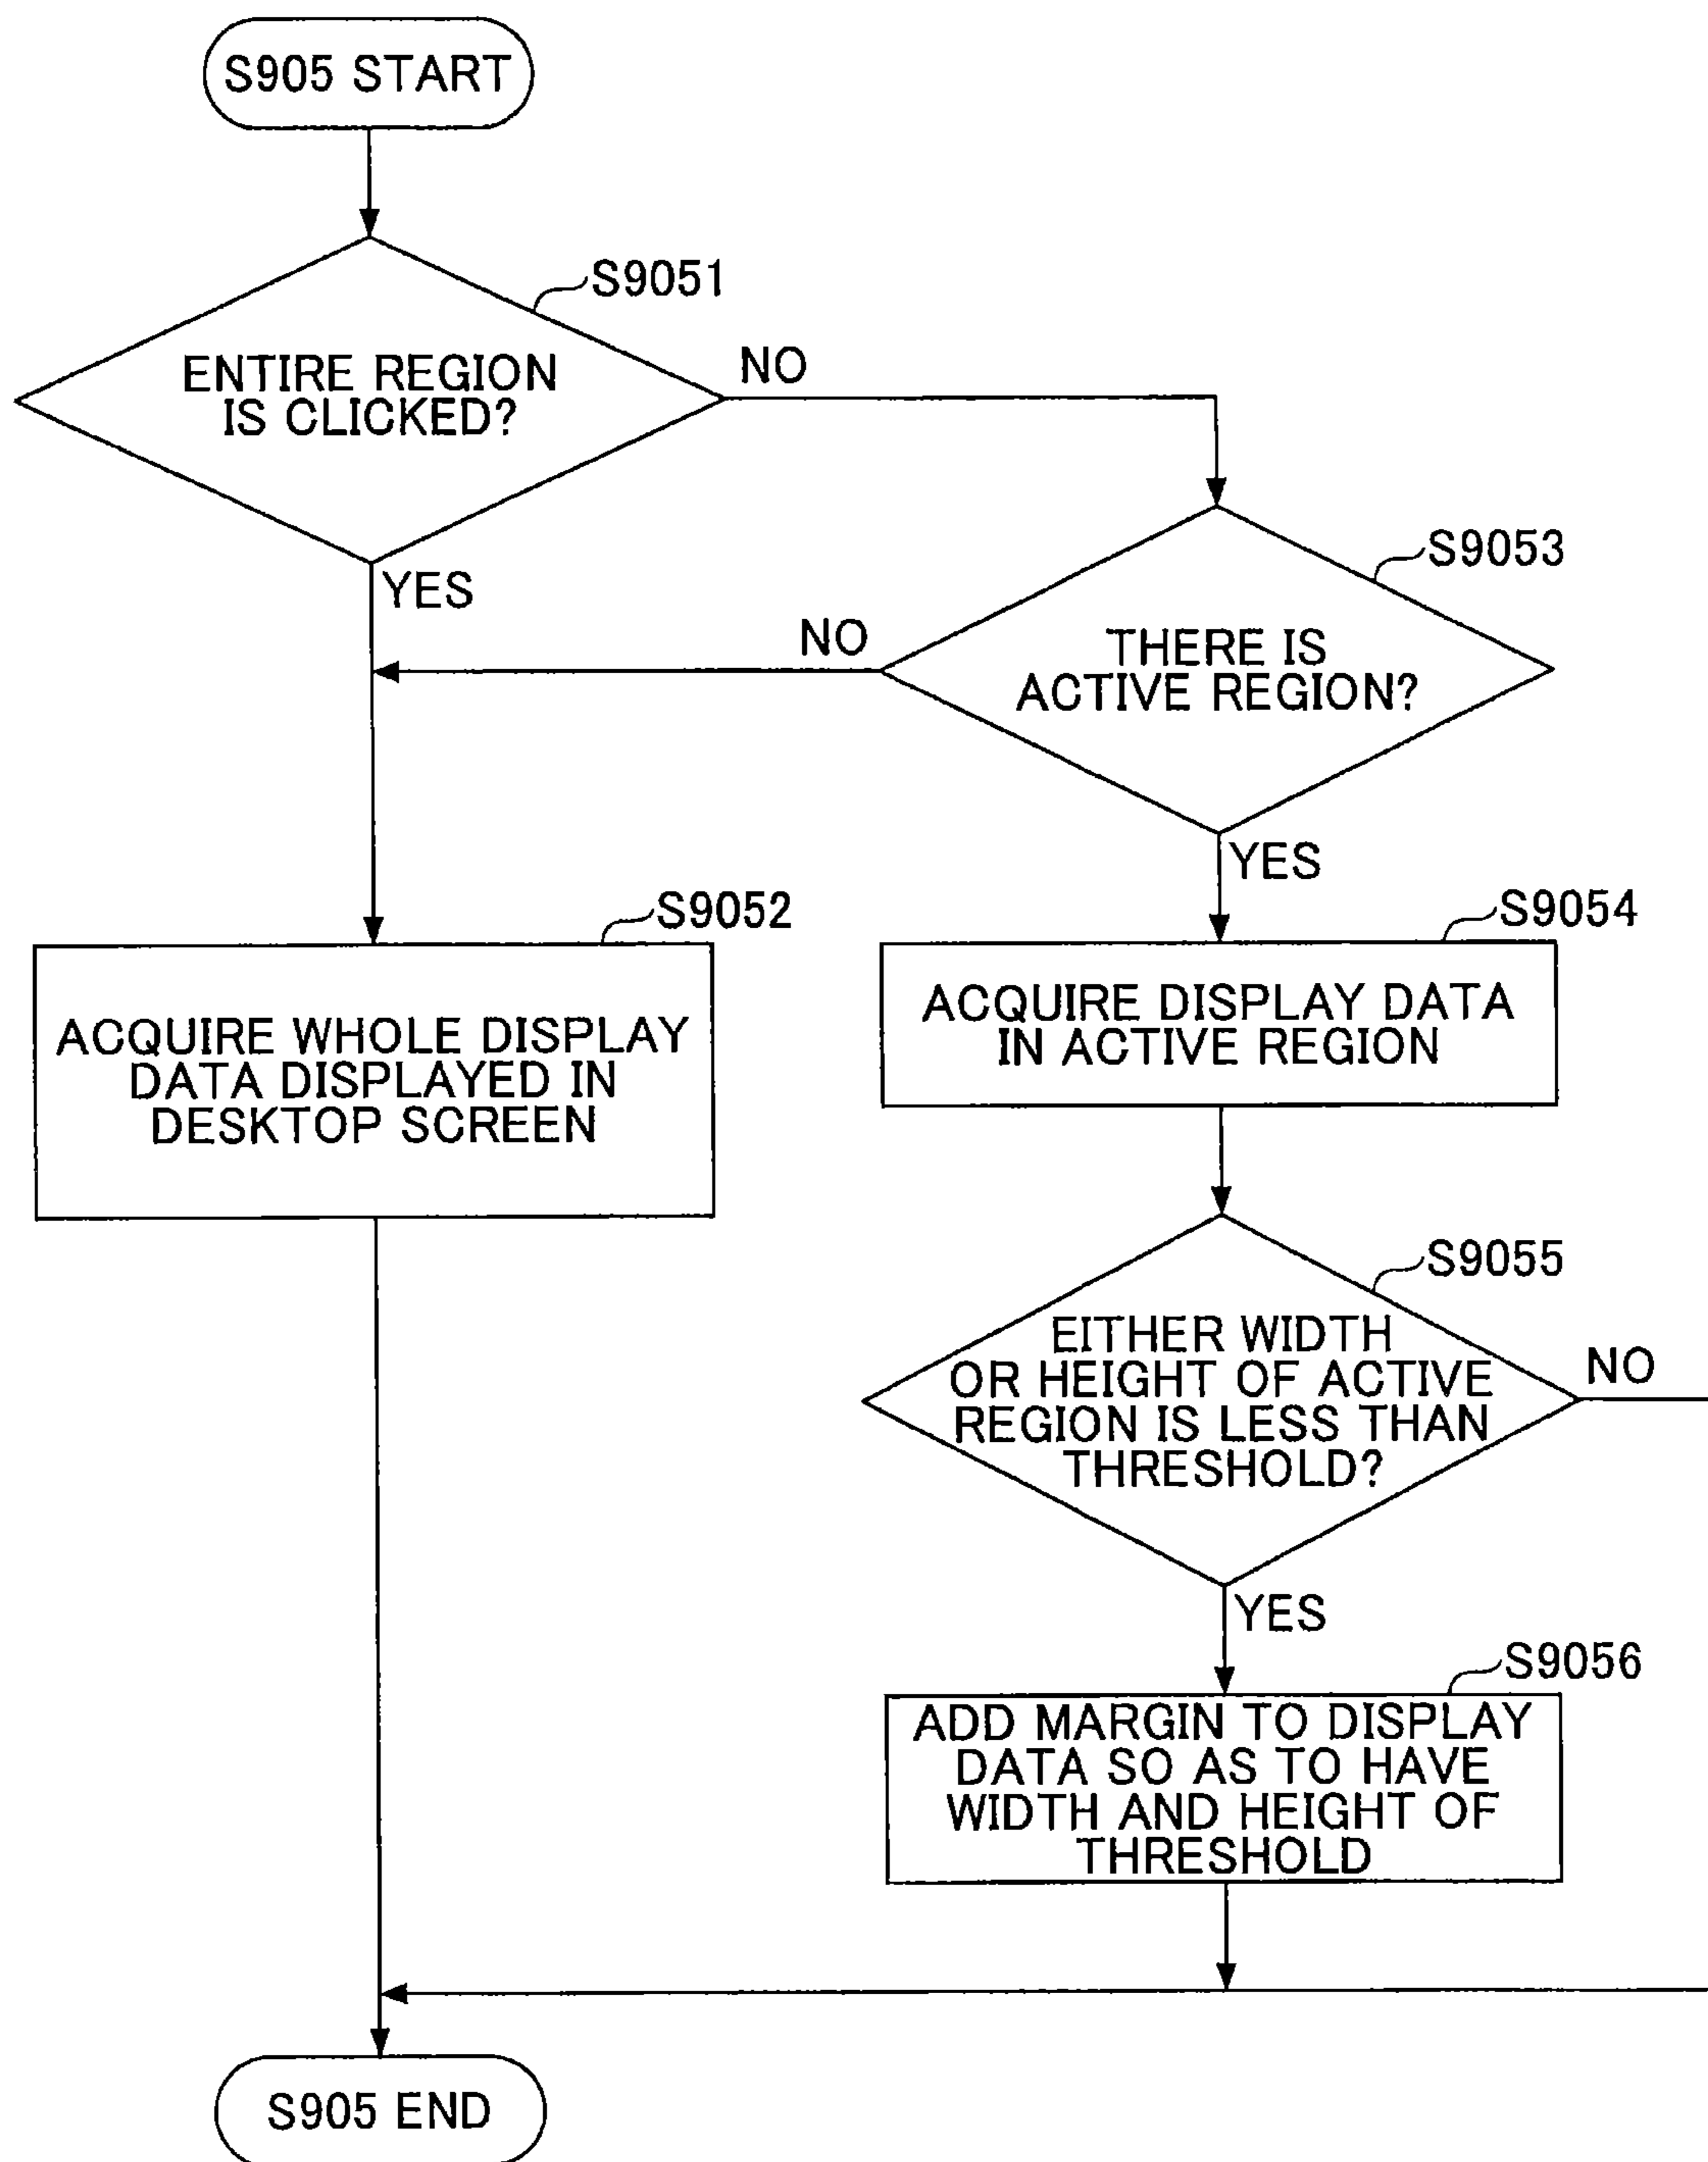 S905 START
S9051
ENTIRE REGION
IS CLICKED?
NO
YES
S9053
THERE IS
ACTIVE REGION?
NO
YES
S9052
ACQUIRE WHOLE DISPLAY
DATA DISPLAYED IN
DESKTOP SCREEN
S9054
ACQUIRE DISPLAY DATA
IN ACTIVE REGION
S9055
EITHER WIDTH
OR HEIGHT OF ACTIVE
REGION IS LESS THAN
THRESHOLD?
NO
YES
S9056
ADD MARGIN TO DISPLAY
DATA SO AS TO HAVE
WIDTH AND HEIGHT OF
THRESHOLD
S905 END